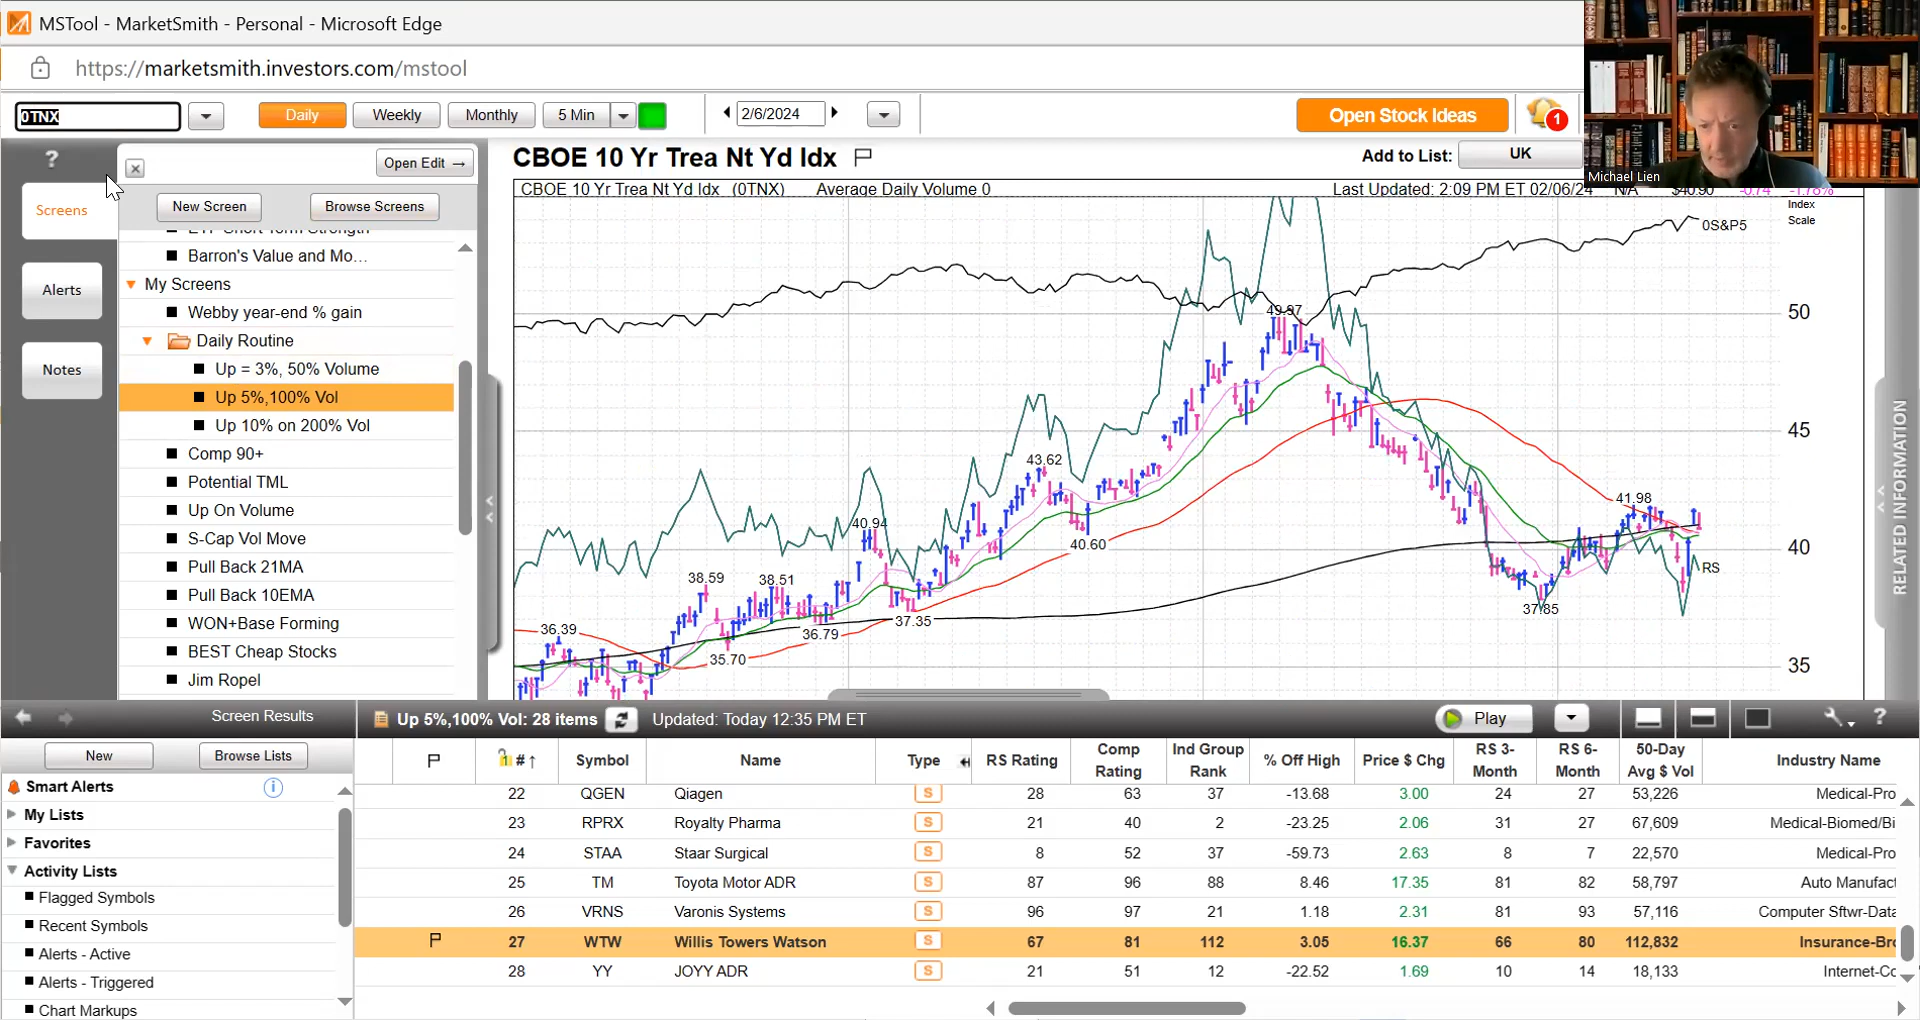 MSTool - MarketSmith - Personal - Microsoft Edge
https://marketsmith.investors.com/mstool
0TNX
Daily
Weekly
Monthly
5 Min
2/6/2024
Open Stock Ideas
1
Michael Lien
?
Open Edit →
CBOE 10 Yr Trea Nt Yd Idx
Add to List:
UK
CBOE 10 Yr Trea Nt Yd Idx (0TNX) Average Daily Volume 0
Last Updated: 2:09 PM ET 02/06/24 N/A $40.90 -0.74 -1.78%
Index
Scale
Screens
Alerts
Notes
New Screen
Browse Screens
ETF Short Term Strength
Barron's Value and Mo…
My Screens
Webby year-end % gain
Daily Routine
Up = 3%, 50% Volume
Up 5%,100% Vol
Up 10% on 200% Vol
Comp 90+
Potential TML
Up On Volume
S-Cap Vol Move
Pull Back 21MA
Pull Back 10EMA
WON+Base Forming
BEST Cheap Stocks
Jim Ropel
0S&P5
50
45
40
35
49.97
43.62
41.98
40.94
40.60
38.59
38.51
37.85
37.35
36.79
36.39
35.70
RS
RELATED INFORMATION
Screen Results
Up 5%,100% Vol: 28 items
Updated: Today 12:35 PM ET
Play
?
New
Browse Lists
Smart Alerts
i
My Lists
Favorites
Activity Lists
Flagged Symbols
Recent Symbols
Alerts - Active
Alerts - Triggered
Chart Markups
# ↑ Symbol Name Type RS Rating Comp Rating Ind Group Rank % Off High Price $ Chg RS 3-Month RS 6-Month 50-Day Avg $ Vol Industry Name
22 QGEN Qiagen S 28 63 37 -13.68 3.00 24 27 53,226 Medical-Pro
23 RPRX Royalty Pharma S 21 40 2 -23.25 2.06 31 27 67,609 Medical-Biomed/Bi
24 STAA Staar Surgical S 8 52 37 -59.73 2.63 8 7 22,570 Medical-Pro
25 TM Toyota Motor ADR S 87 96 88 8.46 17.35 81 82 58,797 Auto Manufact
26 VRNS Varonis Systems S 96 97 21 1.18 2.31 81 93 57,116 Computer Sftwr-Data
27 WTW Willis Towers Watson S 67 81 112 3.05 16.37 66 80 112,832 Insurance-Bro
28 YY JOYY ADR S 21 51 12 -22.52 1.69 10 14 18,133 Internet-Co